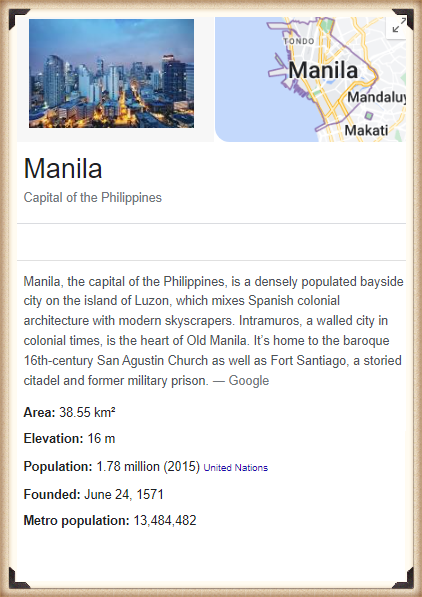 TONDO
Manila
Mandaluy
Makati
Manila
Capital of the Philippines
Manila, the capital of the Philippines, is a densely populated bayside
city on the island of Luzon, which mixes Spanish colonial
architecture with modern skyscrapers. Intramuros, a walled city in
colonial times, is the heart of Old Manila. It’s home to the baroque
16th-century San Agustin Church as well as Fort Santiago, a storied
citadel and former military prison. — Google
Area: 38.55 km²
Elevation: 16 m
Population: 1.78 million (2015) United Nations
Founded: June 24, 1571
Metro population: 13,484,482